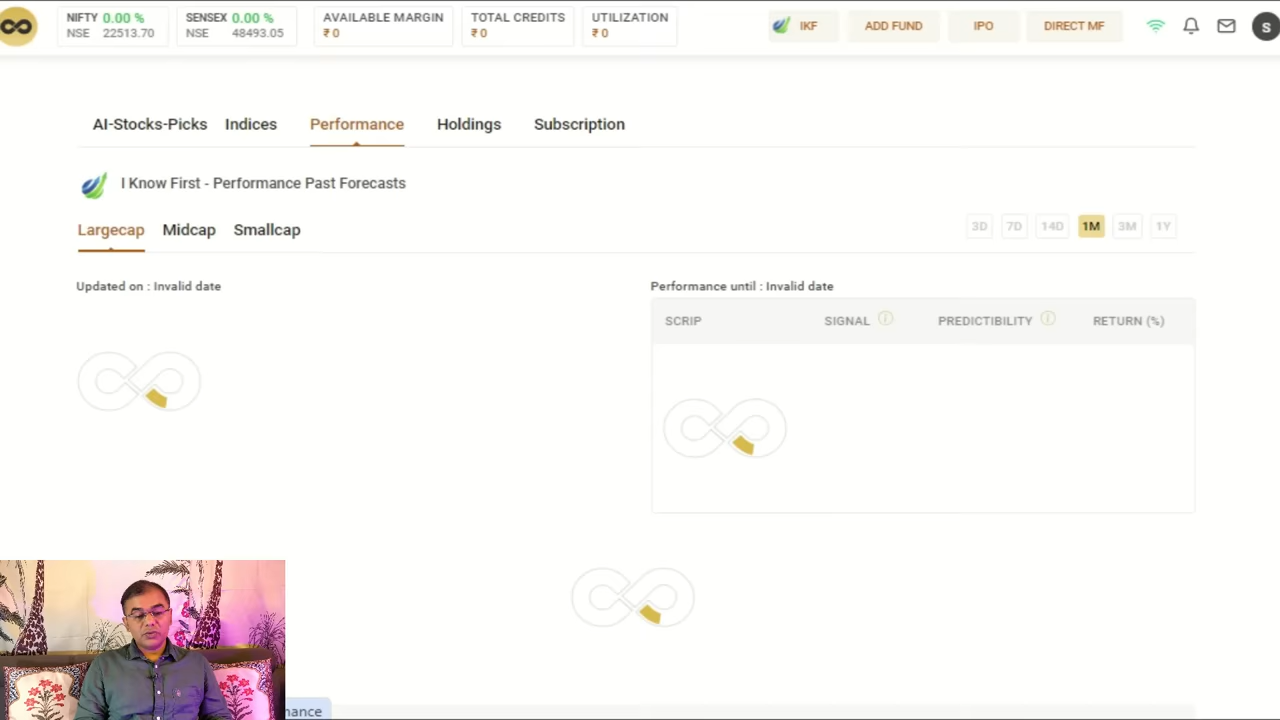 NIFTY 0.00 %
NSE 22513.70
SENSEX 0.00 %
NSE 48493.05
AVAILABLE MARGIN
₹ 0
TOTAL CREDITS
₹ 0
UTILIZATION
₹ 0
IKF
ADD FUND
IPO
DIRECT MF
S
AI-Stocks-Picks Indices Performance Holdings Subscription
I Know First - Performance Past Forecasts
Largecap Midcap Smallcap
3D 7D 14D 1M 3M 1Y
Updated on : Invalid date
Performance until : Invalid date
SCRIP SIGNAL PREDICTIBILITY RETURN (%)